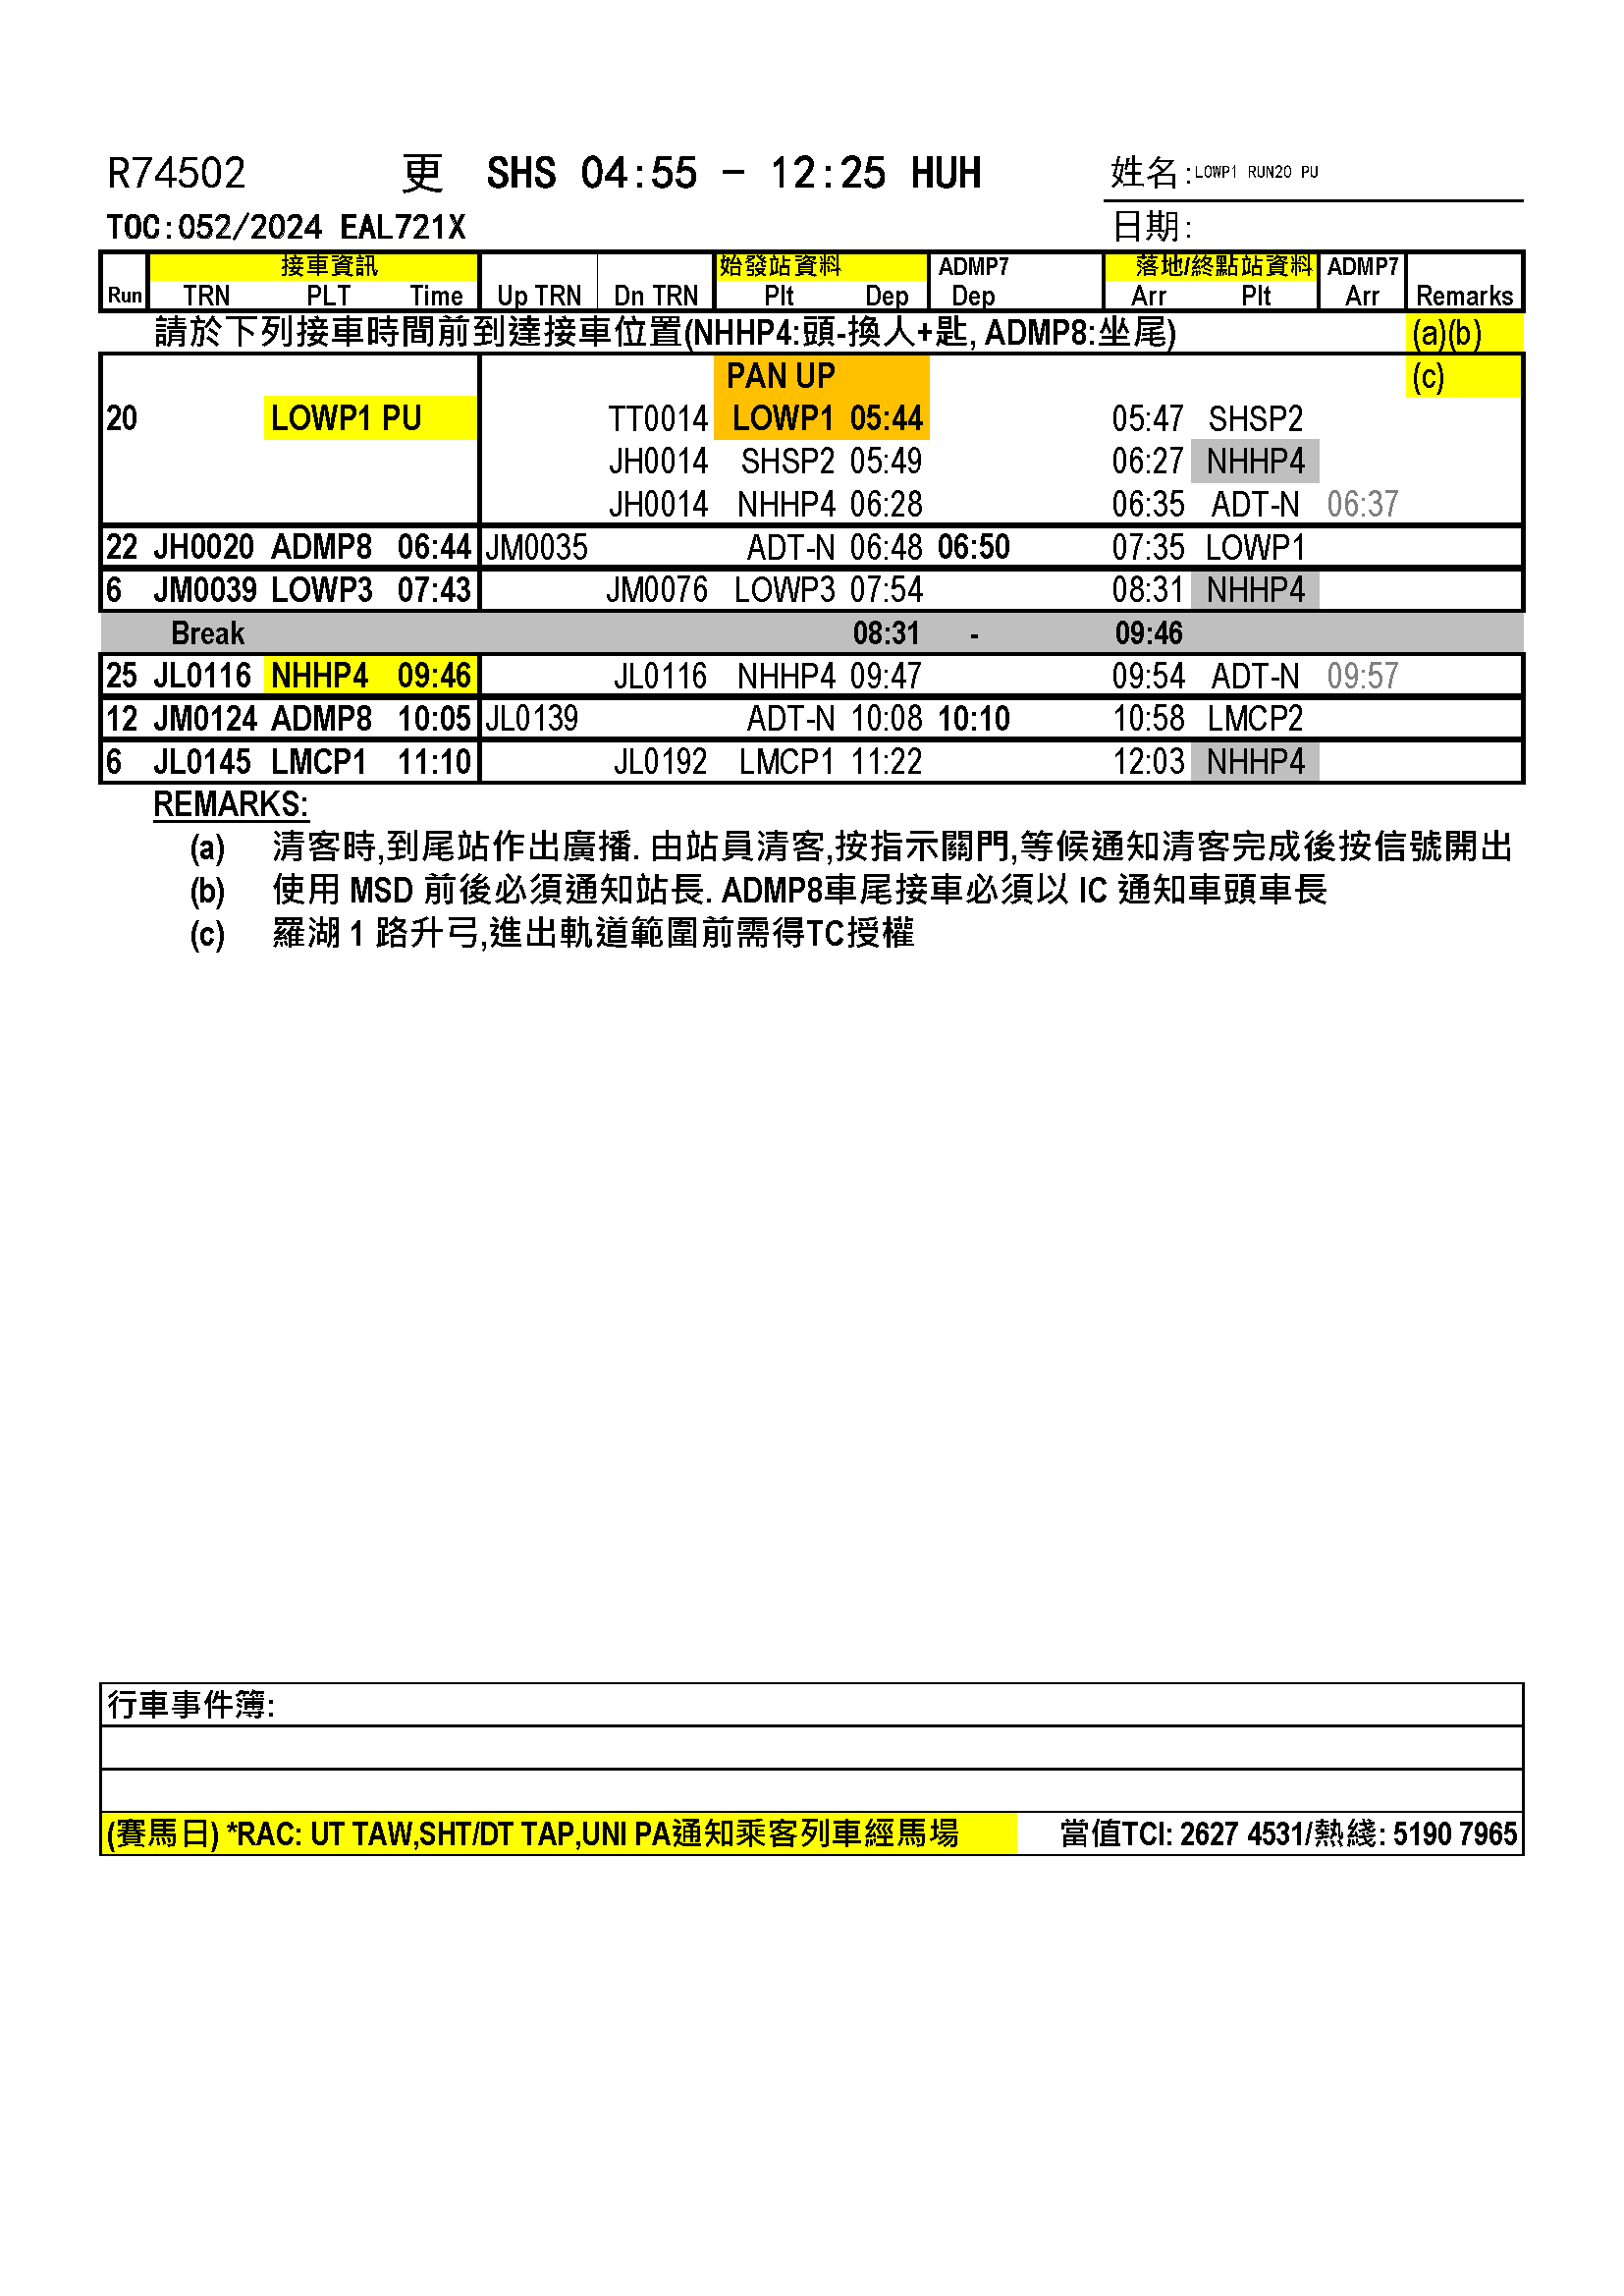 R74502 更 SHS 04:55 - 12:25 HUH 姓名:LOWP1 RUN20 PU
TOC:052/2024 EAL721X 日期:
接車資訊 始發站資料 ADMP7 落地/終點站資料 ADMP7
Run TRN PLT Time Up TRN Dn TRN Plt Dep Dep Arr Plt Arr Remarks
請於下列接車時間前到達接車位置(NHHP4:頭-換人+匙, ADMP8:坐尾) (a)(b)
PAN UP (c)
20 LOWP1 PU TT0014 LOWP1 05:44 05:47 SHSP2
JH0014 SHSP2 05:49 06:27 NHHP4
JH0014 NHHP4 06:28 06:35 ADT-N 06:37
22 JH0020 ADMP8 06:44 JM0035 ADT-N 06:48 06:50 07:35 LOWP1
6 JM0039 LOWP3 07:43 JM0076 LOWP3 07:54 08:31 NHHP4
Break 08:31 - 09:46
25 JL0116 NHHP4 09:46 JL0116 NHHP4 09:47 09:54 ADT-N 09:57
12 JM0124 ADMP8 10:05 JL0139 ADT-N 10:08 10:10 10:58 LMCP2
6 JL0145 LMCP1 11:10 JL0192 LMCP1 11:22 12:03 NHHP4
REMARKS:
(a) 清客時,到尾站作出廣播. 由站員清客,按指示關門,等候通知清客完成後按信號開出
(b) 使用 MSD 前後必須通知站長. ADMP8車尾接車必須以 IC 通知車頭車長
(c) 羅湖 1 路升弓,進出軌道範圍前需得TC授權
行車事件簿:
(賽馬日) *RAC: UT TAW,SHT/DT TAP,UNI PA通知乘客列車經馬場 當值TCI: 2627 4531/熱綫: 5190 7965